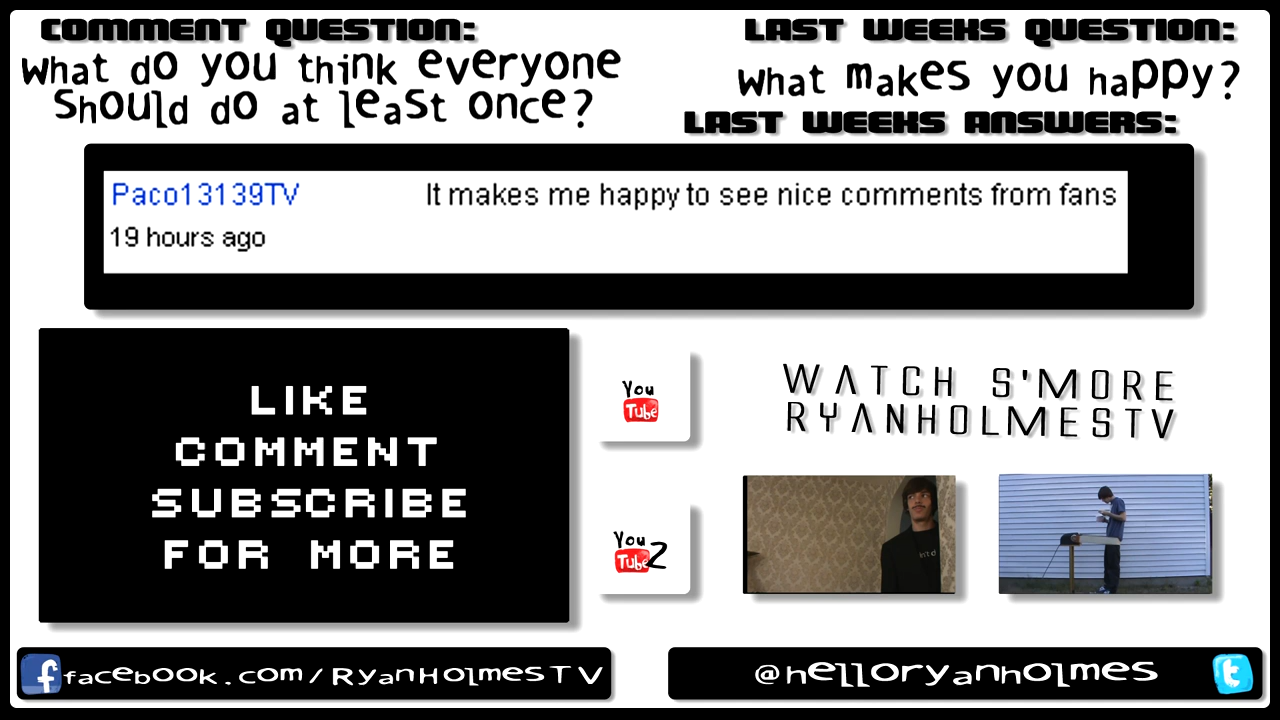 COMMENT QUESTION:
What do you think everyone
Should do at least once?
LAST WEEKS QUESTION:
What makes you happy?
LAST WEEKS ANSWERS:
Paco13139TV It makes me happy to see nice comments from fans
19 hours ago
LIKE
COMMENT
SUBSCRIBE
FOR MORE
You
Tube
You
Tube 2
WATCH S'MORE
RYANHOLMESTV
facebook.com/RyanHolmesTV
@helloryanholmes